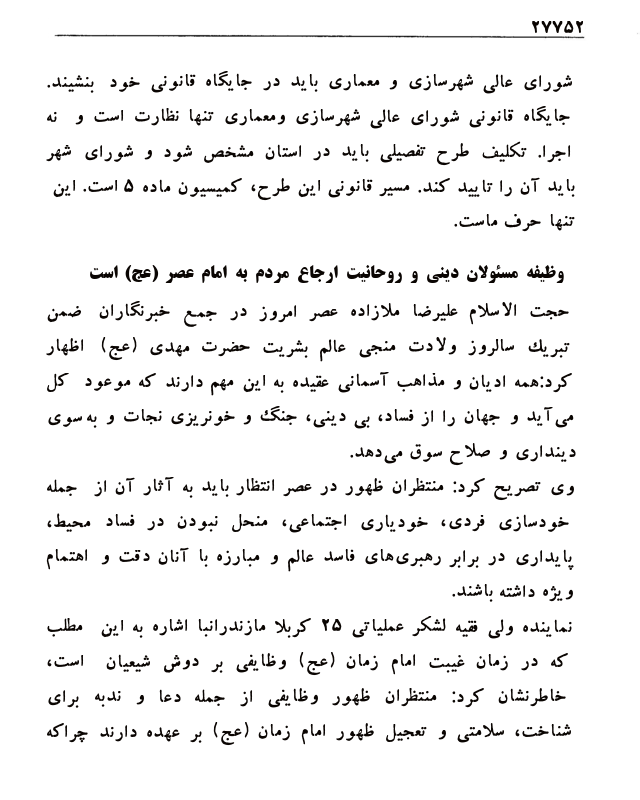 ۲۷۷۵۲
شورای عالی شهرسازی و معماری باید در جایگاه قانونی خود بنشیند.
جایگاه قانونی شورای عالی شهرسازی ومعماری تنها نظارت است و نه
اجرا. تکلیف طرح تفصیلی باید در استان مشخص شود و شورای شهر
باید آن را تایید کند. مسیر قانونی این طرح، کمیسیون ماده ۵ است. این
تنها حرف ماست.
وظیفه مسئولان دینی و روحانیت ارجاع مردم به امام عصر (عج) است
حجت الاسلام علیرضا ملازاده عصر امروز در جمع خبرنگاران ضمن
تبریك سالروز ولادت منجی عالم بشریت حضرت مهدی (عج) اظهار
کرد:همه ادیان و مذاهب آسمانی عقیده به این مهم دارند که موعود کل
می‌آید و جهان را از فساد، بی دینی، جنگ و خونریزی نجات و به‌سوی
دینداری و صلاح سوق می‌دهد.
وی تصریح کرد: منتظران ظهور در عصر انتظار باید به آثار آن از جمله
خودسازی فردی، خودیاری اجتماعی، منحل نبودن در فساد محیط،
پایداری در برابر رهبری‌های فاسد عالم و مبارزه با آنان دقت و اهتمام
ویژه داشته باشند.
نماینده ولی فقیه لشکر عملیاتی ۲۵ کربلا مازندرانبا اشاره به این مطلب
که در زمان غیبت امام زمان (عج) وظایفی بر دوش شیعیان است،
خاطرنشان کرد: منتظران ظهور وظایفی از جمله دعا و ندبه برای
شناخت، سلامتی و تعجیل ظهور امام زمان (عج) بر عهده دارند چراکه